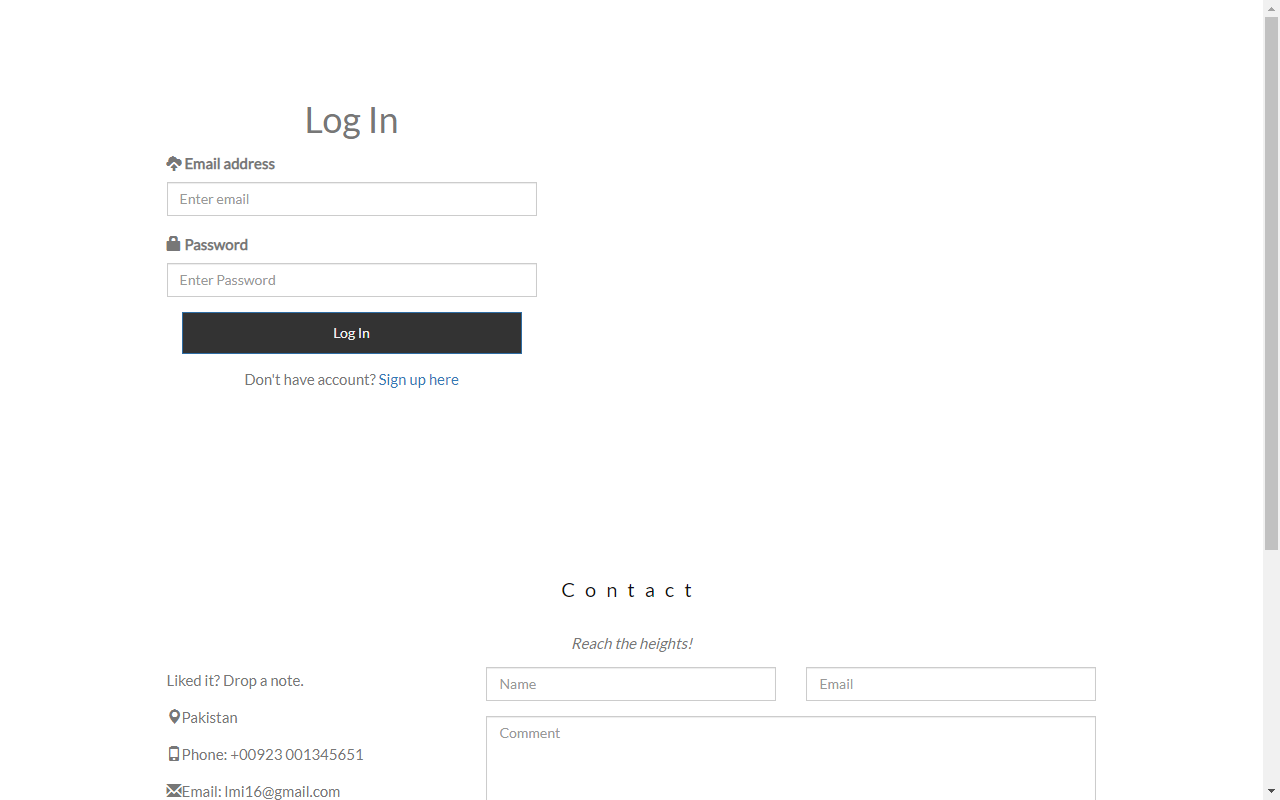 Log In
Email address
Enter email
Password
Enter Password
Log In
Don't have account? Sign up here
Contact
Reach the heights!
Liked it? Drop a note.
Pakistan
Phone: +00923 001345651
Email: lmi16@gmail.com
Name
Email
Comment